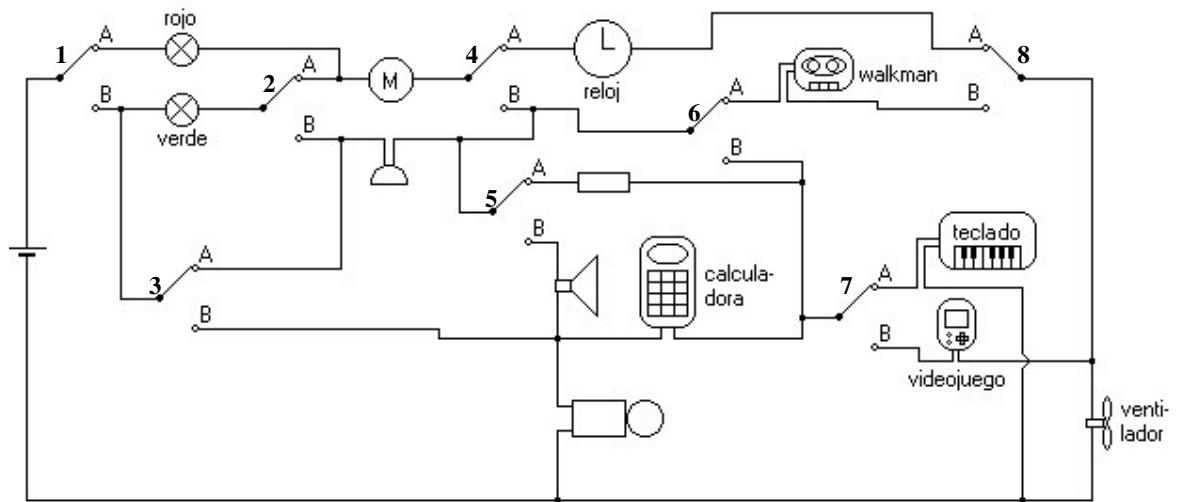 rojo
A
1
B
verde
2
A
B
M
4
A
B
reloj
A
8
B
walkman
6
A
B
5
A
B
3
A
B
calcula-
dora
7
A
B
teclado
videojuego
venti-
lador